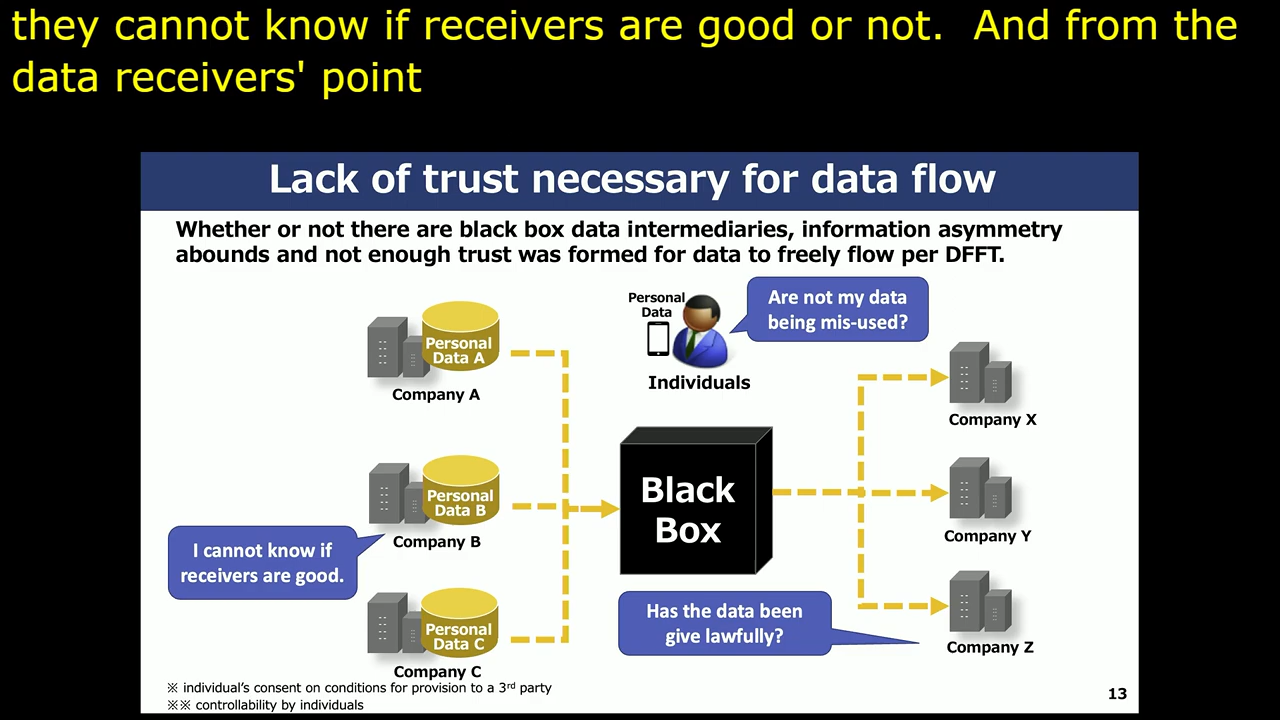 they cannot know if receivers are good or not.  And from the
data receivers' point
Lack of trust necessary for data flow
Whether or not there are black box data intermediaries, information asymmetry
abounds and not enough trust was formed for data to freely flow per DFFT.
Personal
Data
Are not my data
being mis-used?
Individuals
Personal
Data A
Company A
Personal
Data B
Company B
I cannot know if
receivers are good.
Personal
Data C
Company C
Black
Box
Has the data been
give lawfully?
Company X
Company Y
Company Z
※ individual's consent on conditions for provision to a 3rd party
※※ controllability by individuals
13